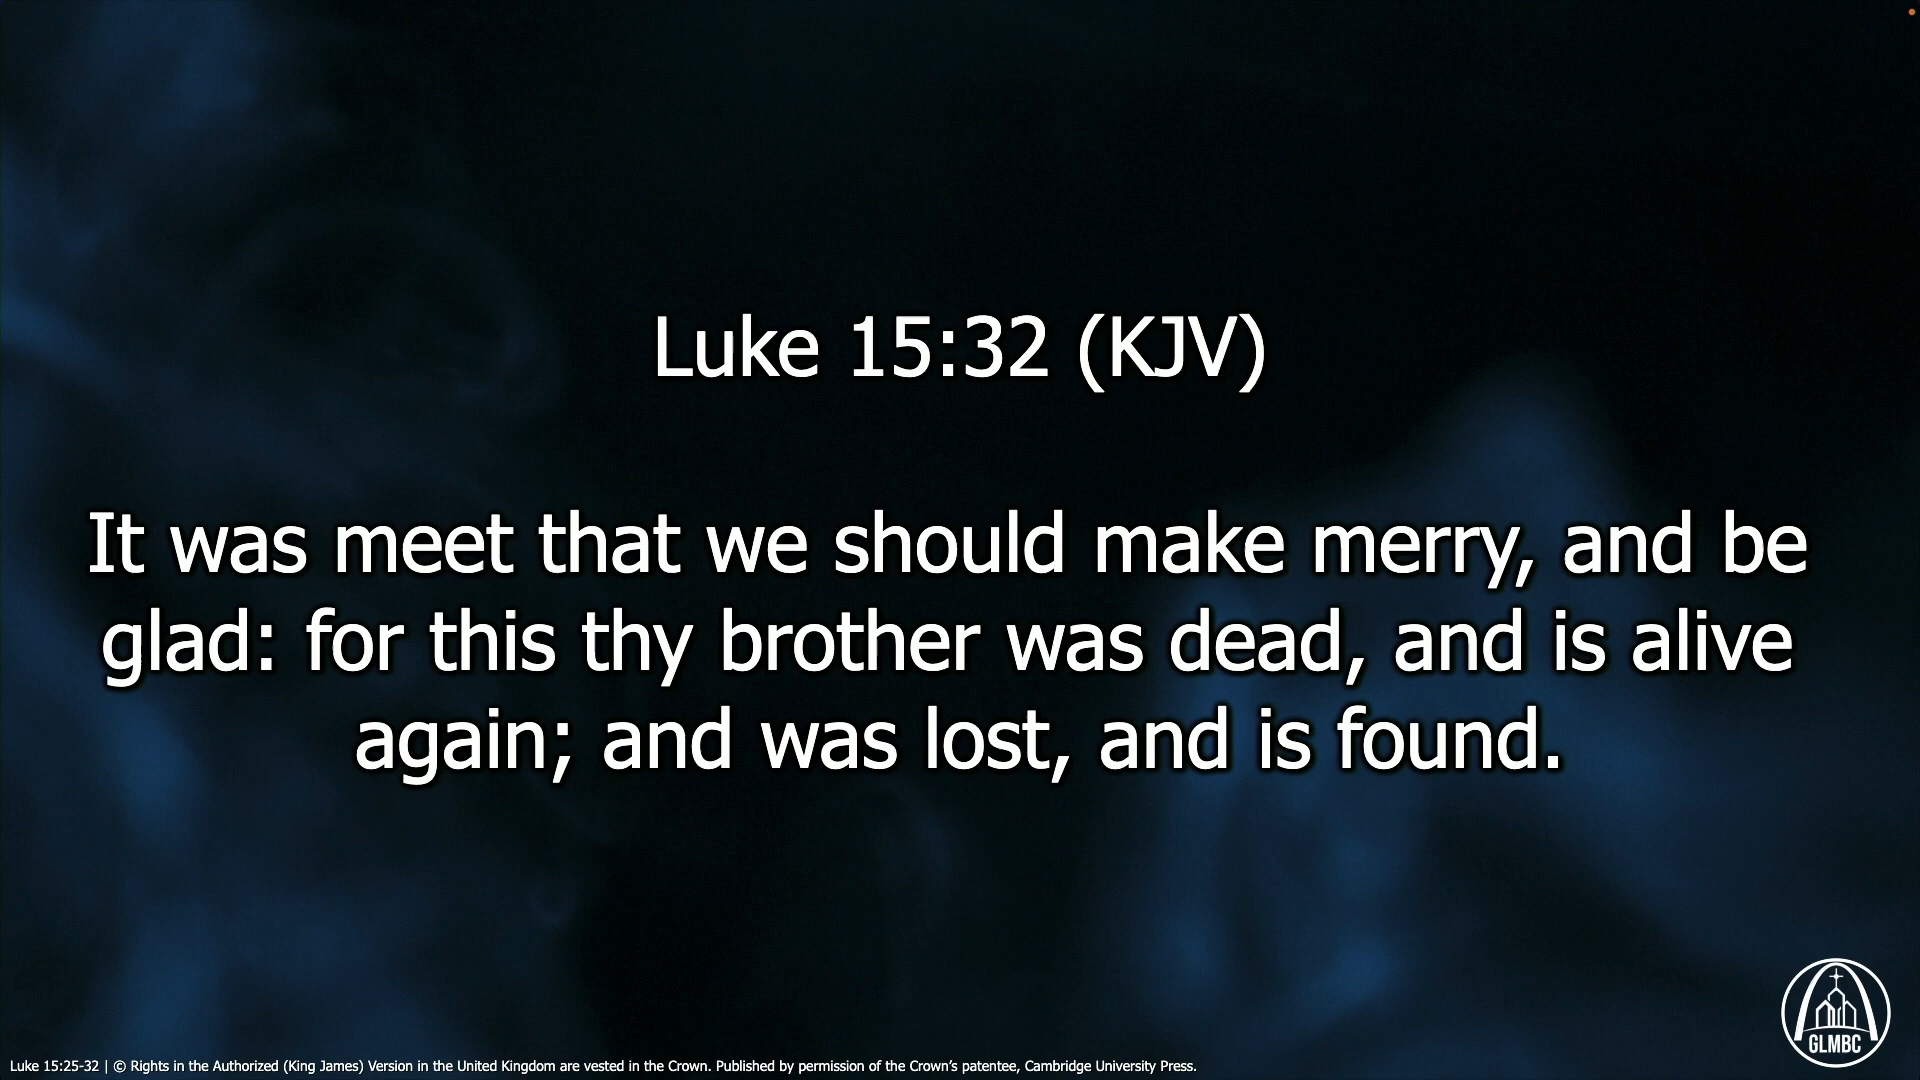 Luke 15:32 (KJV)
It was meet that we should make merry, and be
glad: for this thy brother was dead, and is alive
again; and was lost, and is found.
GLMBC
Luke 15:25-32 | © Rights in the Authorized (King James) Version in the United Kingdom are vested in the Crown. Published by permission of the Crown’s patentee, Cambridge University Press.